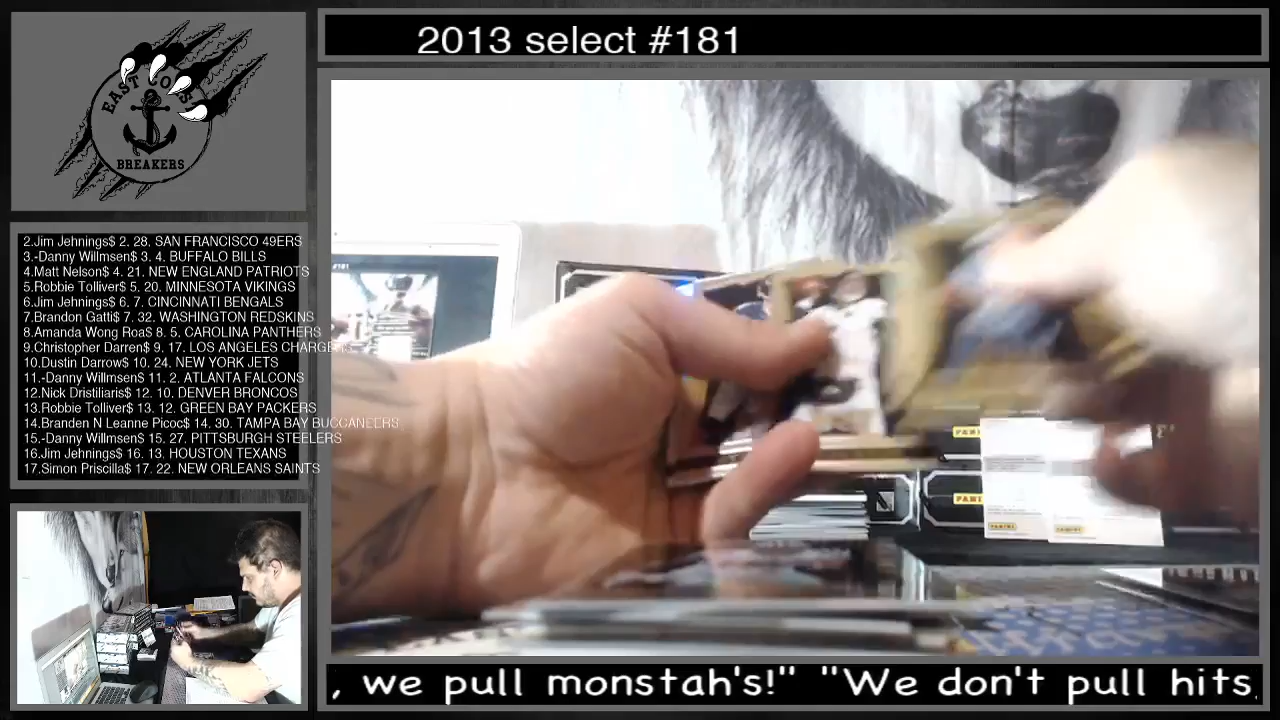 2013 select #181
EAST COAST
BREAKERS
2.Jim Jehnings$ 2. 28. SAN FRANCISCO 49ERS
3.-Danny Willmsen$ 3. 4. BUFFALO BILLS
4.Matt Nelson$ 4. 21. NEW ENGLAND PATRIOTS
5.Robbie Tolliver$ 5. 20. MINNESOTA VIKINGS
6.Jim Jehnings$ 6. 7. CINCINNATI BENGALS
7.Brandon Gatti$ 7. 32. WASHINGTON REDSKINS
8.Amanda Wong Roa$ 8. 5. CAROLINA PANTHERS
9.Christopher Darren$ 9. 17. LOS ANGELES CHARGERS
10.Dustin Darrow$ 10. 24. NEW YORK JETS
11.-Danny Willmsen$ 11. 2. ATLANTA FALCONS
12.Nick Dristiliaris$ 12. 10. DENVER BRONCOS
13.Robbie Tolliver$ 13. 12. GREEN BAY PACKERS
14.Branden N Leanne Picoc$ 14. 30. TAMPA BAY BUCCANEERS
15.-Danny Willmsen$ 15. 27. PITTSBURGH STEELERS
16.Jim Jehnings$ 16. 13. HOUSTON TEXANS
17.Simon Priscilla$ 17. 22. NEW ORLEANS SAINTS
PANINI
PANINI
PANINI
PANINI
, we pull monstah's!" "We don't pull hits,